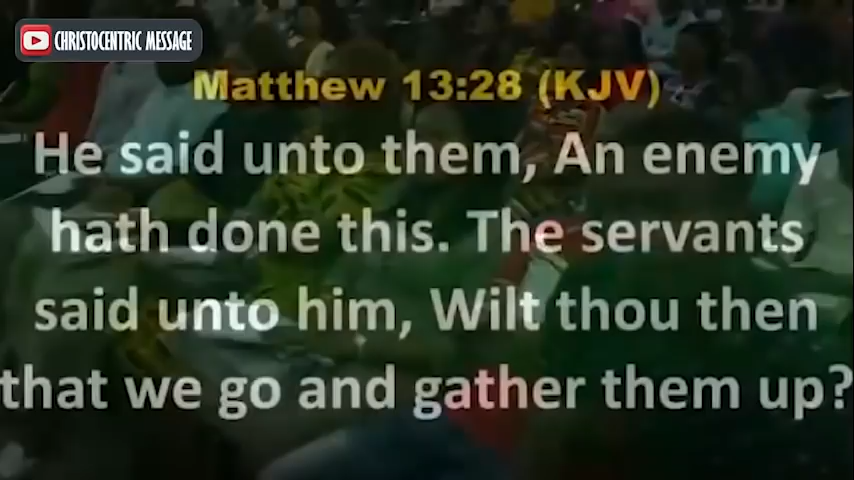 CHRISTOCENTRIC MESSAGE
Matthew 13:28 (KJV)
He said unto them, An enemy
hath done this. The servants
said unto him, Wilt thou then
that we go and gather them up?